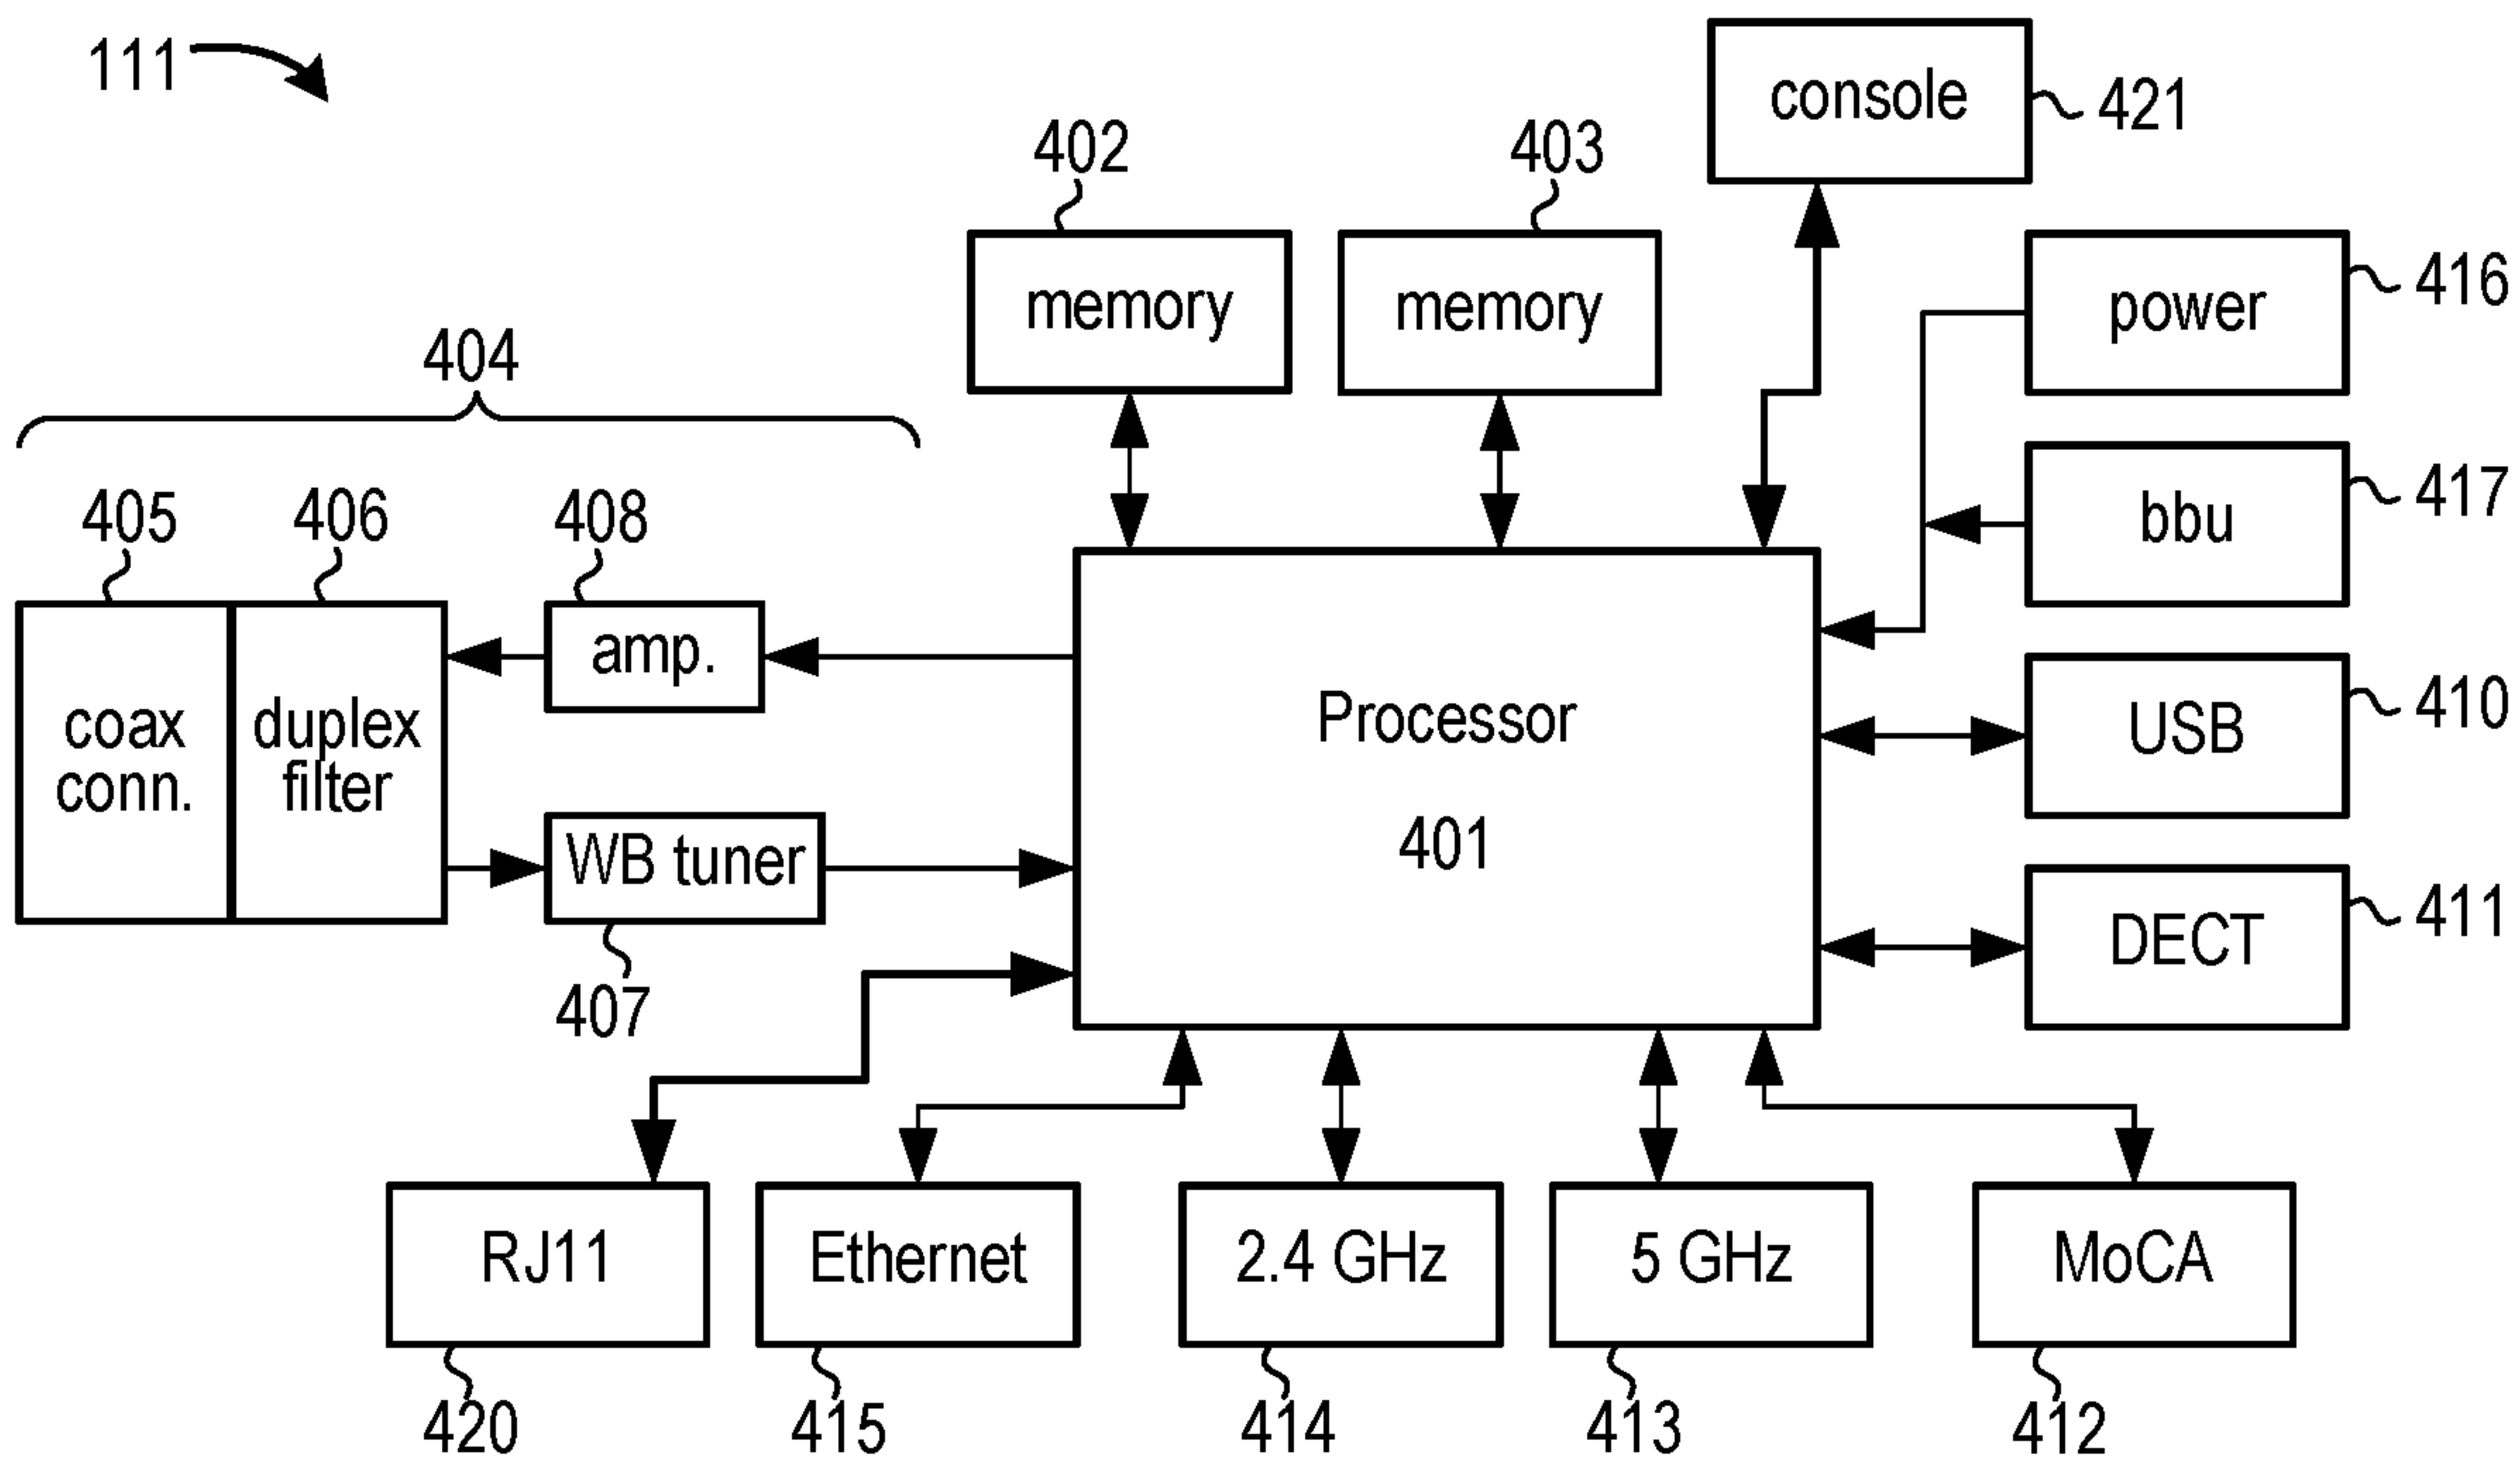 111
console
421
402
403
memory
memory
power
416
404
405
406
408
bbu
417
amp.
coax
conn.
duplex
filter
Processor
401
USB
410
WB tuner
407
DECT
411
RJ11
Ethernet
2.4 GHz
5 GHz
MoCA
420
415
414
413
412